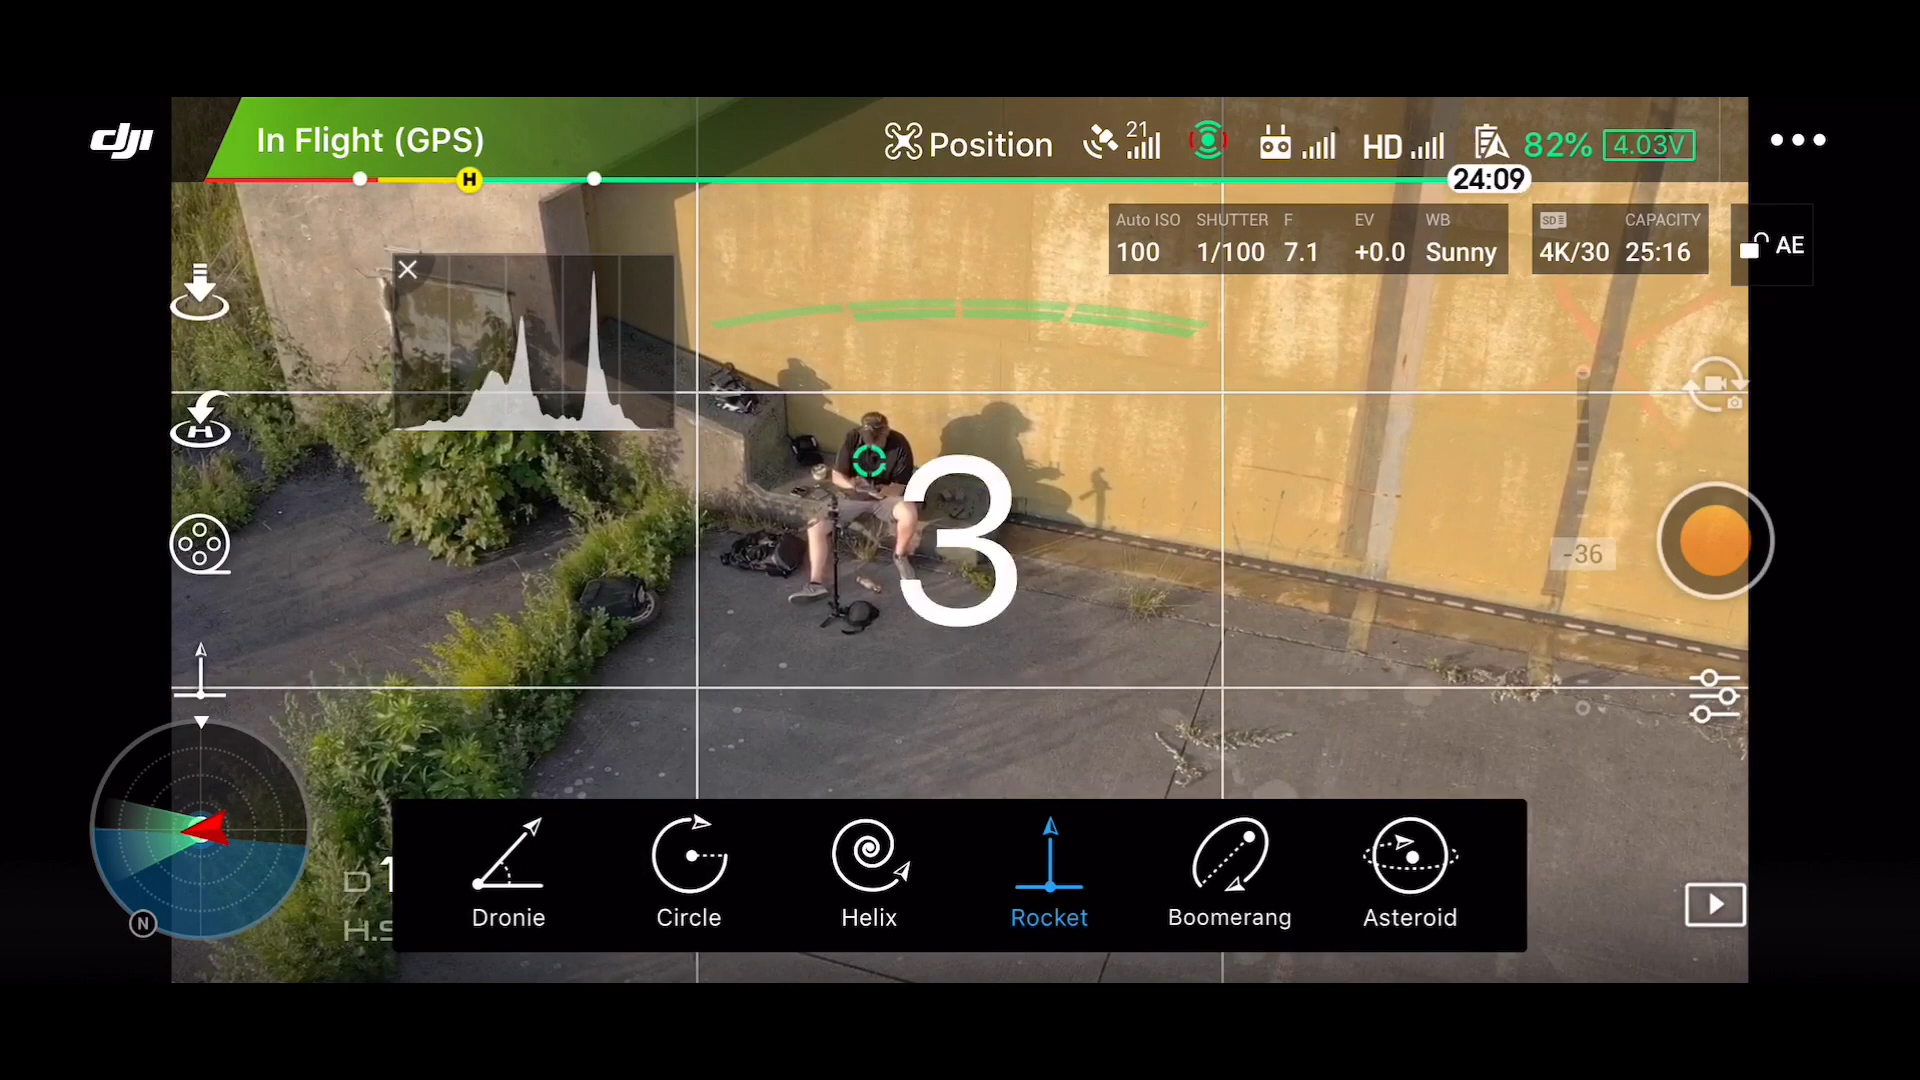 dji
In Flight (GPS)
Position
21
HD
82%
4.03V
H
24:09
Auto ISO SHUTTER F EV WB
100 1/100 7.1 +0.0 Sunny
SD CAPACITY
4K/30 25:16
AE
H
3
-36
N
D 1
H.S
Dronie Circle Helix Rocket Boomerang Asteroid